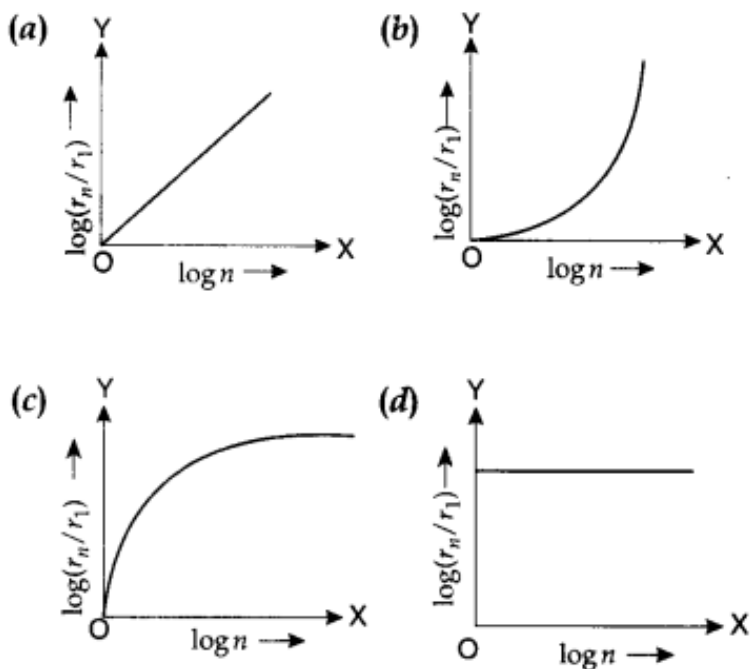 (a)
Y
log(rₙ/r₁) →
O
X
log n →
(b)
Y
log(rₙ/r₁) →
O
X
log n →
(c)
Y
log(rₙ/r₁) →
O
X
log n →
(d)
Y
log(rₙ/r₁) →
O
X
log n →